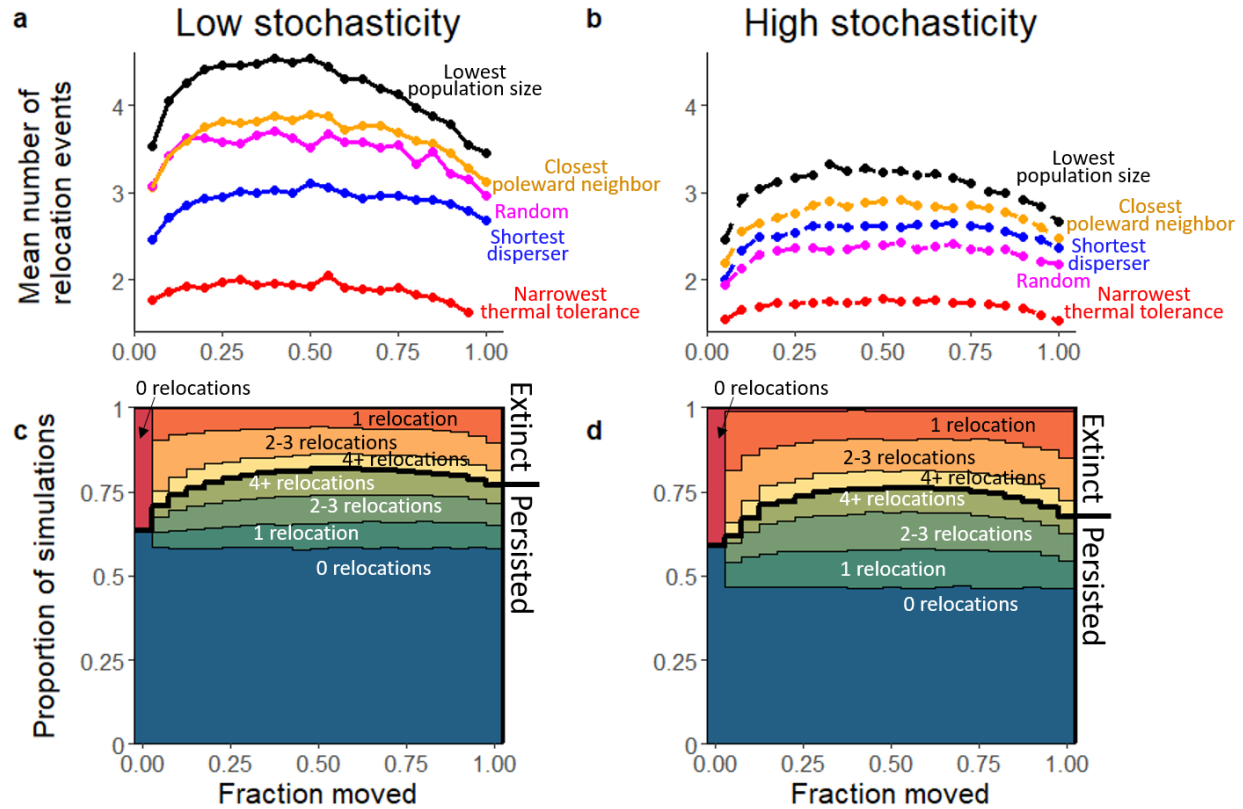 a
Low stochasticity
b
High stochasticity
Mean number of
relocation events
4
3
2
Lowest
population size
Closest
poleward neighbor
Random
Shortest
disperser
Narrowest
thermal tolerance
0.00
0.25
0.50
0.75
1.00
4
3
2
Lowest
population size
Closest
poleward neighbor
Shortest
disperser
Random
Narrowest
thermal tolerance
0.00
0.25
0.50
0.75
1.00
c
0 relocations
Proportion of simulations
1
0.75
0.5
0.25
0
1 relocation
2-3 relocations
4+ relocations
4+ relocations
2-3 relocations
1 relocation
0 relocations
Extinct
Persisted
0.00
0.25
0.50
0.75
1.00
Fraction moved
d
0 relocations
1
0.75
0.5
0.25
0
1 relocation
2-3 relocations
4+ relocations
4+ relocations
2-3 relocations
1 relocation
0 relocations
Extinct
Persisted
0.00
0.25
0.50
0.75
1.00
Fraction moved